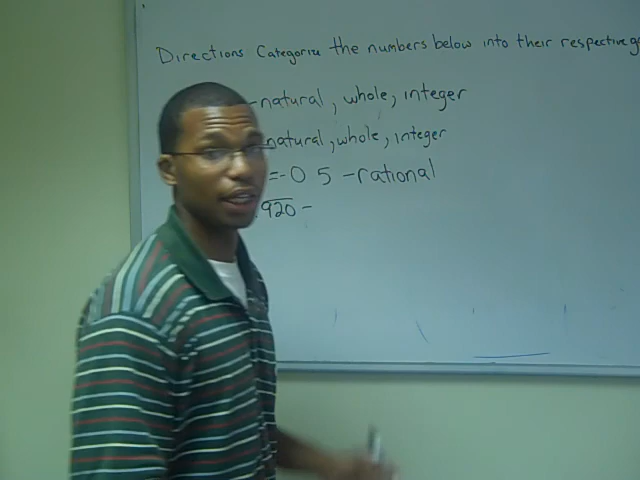 Directions Categorize the numbers below into their respective
-natural, whole, integer
natural, whole, integer
=-0 5 -rational
.920 -